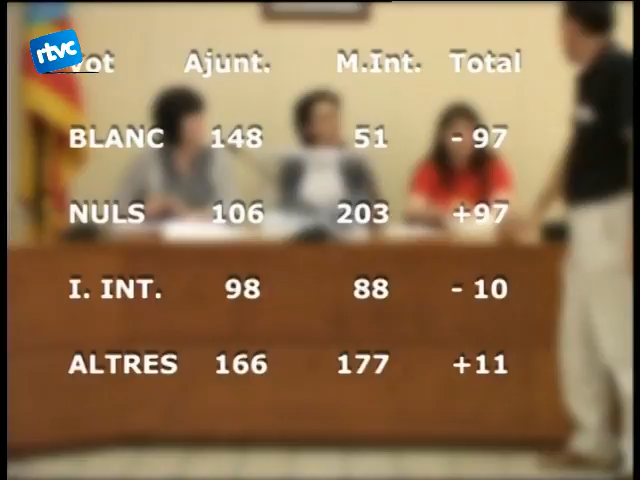 rtvc
Vot Ajunt. M.Int. Total
BLANC 148 51 - 97
NULS 106 203 +97
I. INT. 98 88 - 10
ALTRES 166 177 +11